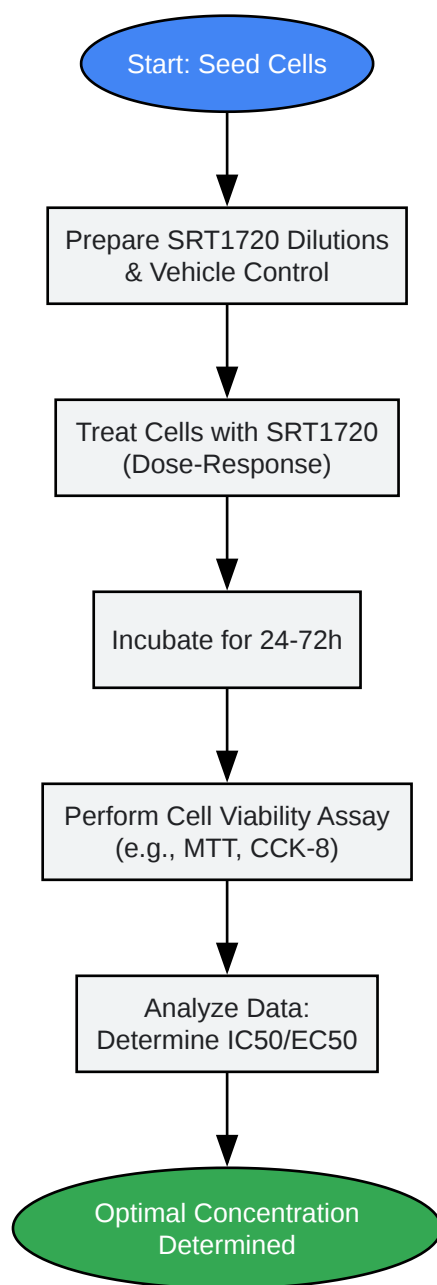 Start: Seed Cells
Prepare SRT1720 Dilutions
& Vehicle Control
Treat Cells with SRT1720
(Dose-Response)
Incubate for 24-72h
Perform Cell Viability Assay
(e.g., MTT, CCK-8)
Analyze Data:
Determine IC50/EC50
Optimal Concentration
Determined